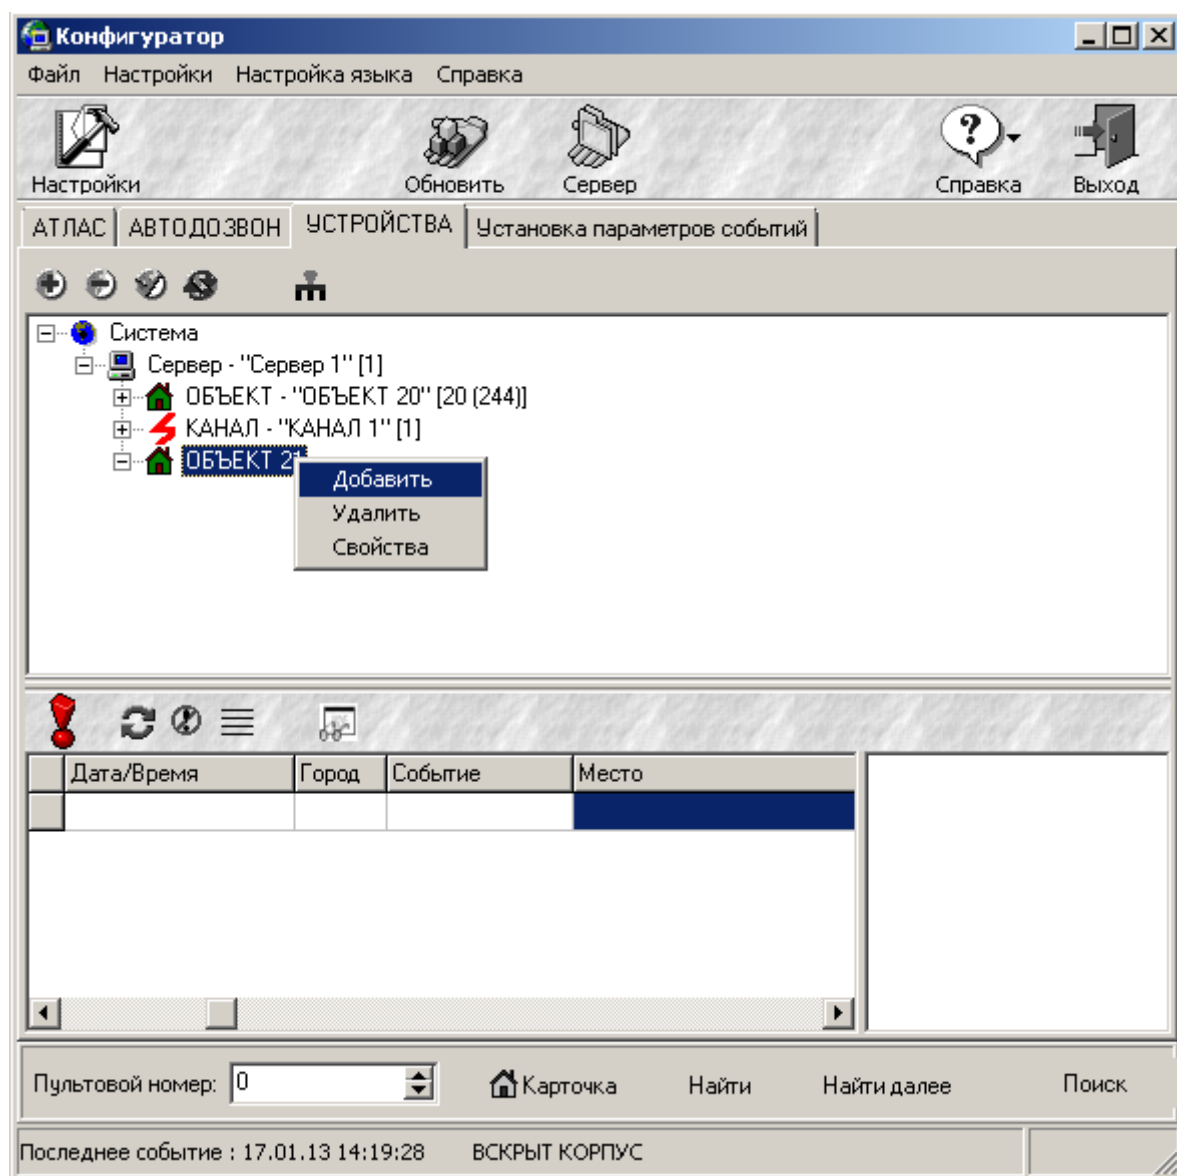 Конфигуратор
Файл Настройки Настройка языка Справка
Настройки Обновить Сервер Справка Выход
АТЛАС АВТОДОЗВОН УСТРОЙСТВА Установка параметров событий
Система
Сервер - "Сервер 1" [1]
ОБЪЕКТ - "ОБЪЕКТ 20" [20 (244)]
КАНАЛ - "КАНАЛ 1" [1]
ОБЪЕКТ 21
Добавить
Удалить
Свойства
Дата/Время Город Событие Место
Пультовой номер: 0 Карточка Найти Найти далее Поиск
Последнее событие : 17.01.13 14:19:28 ВСКРЫТ КОРПУС